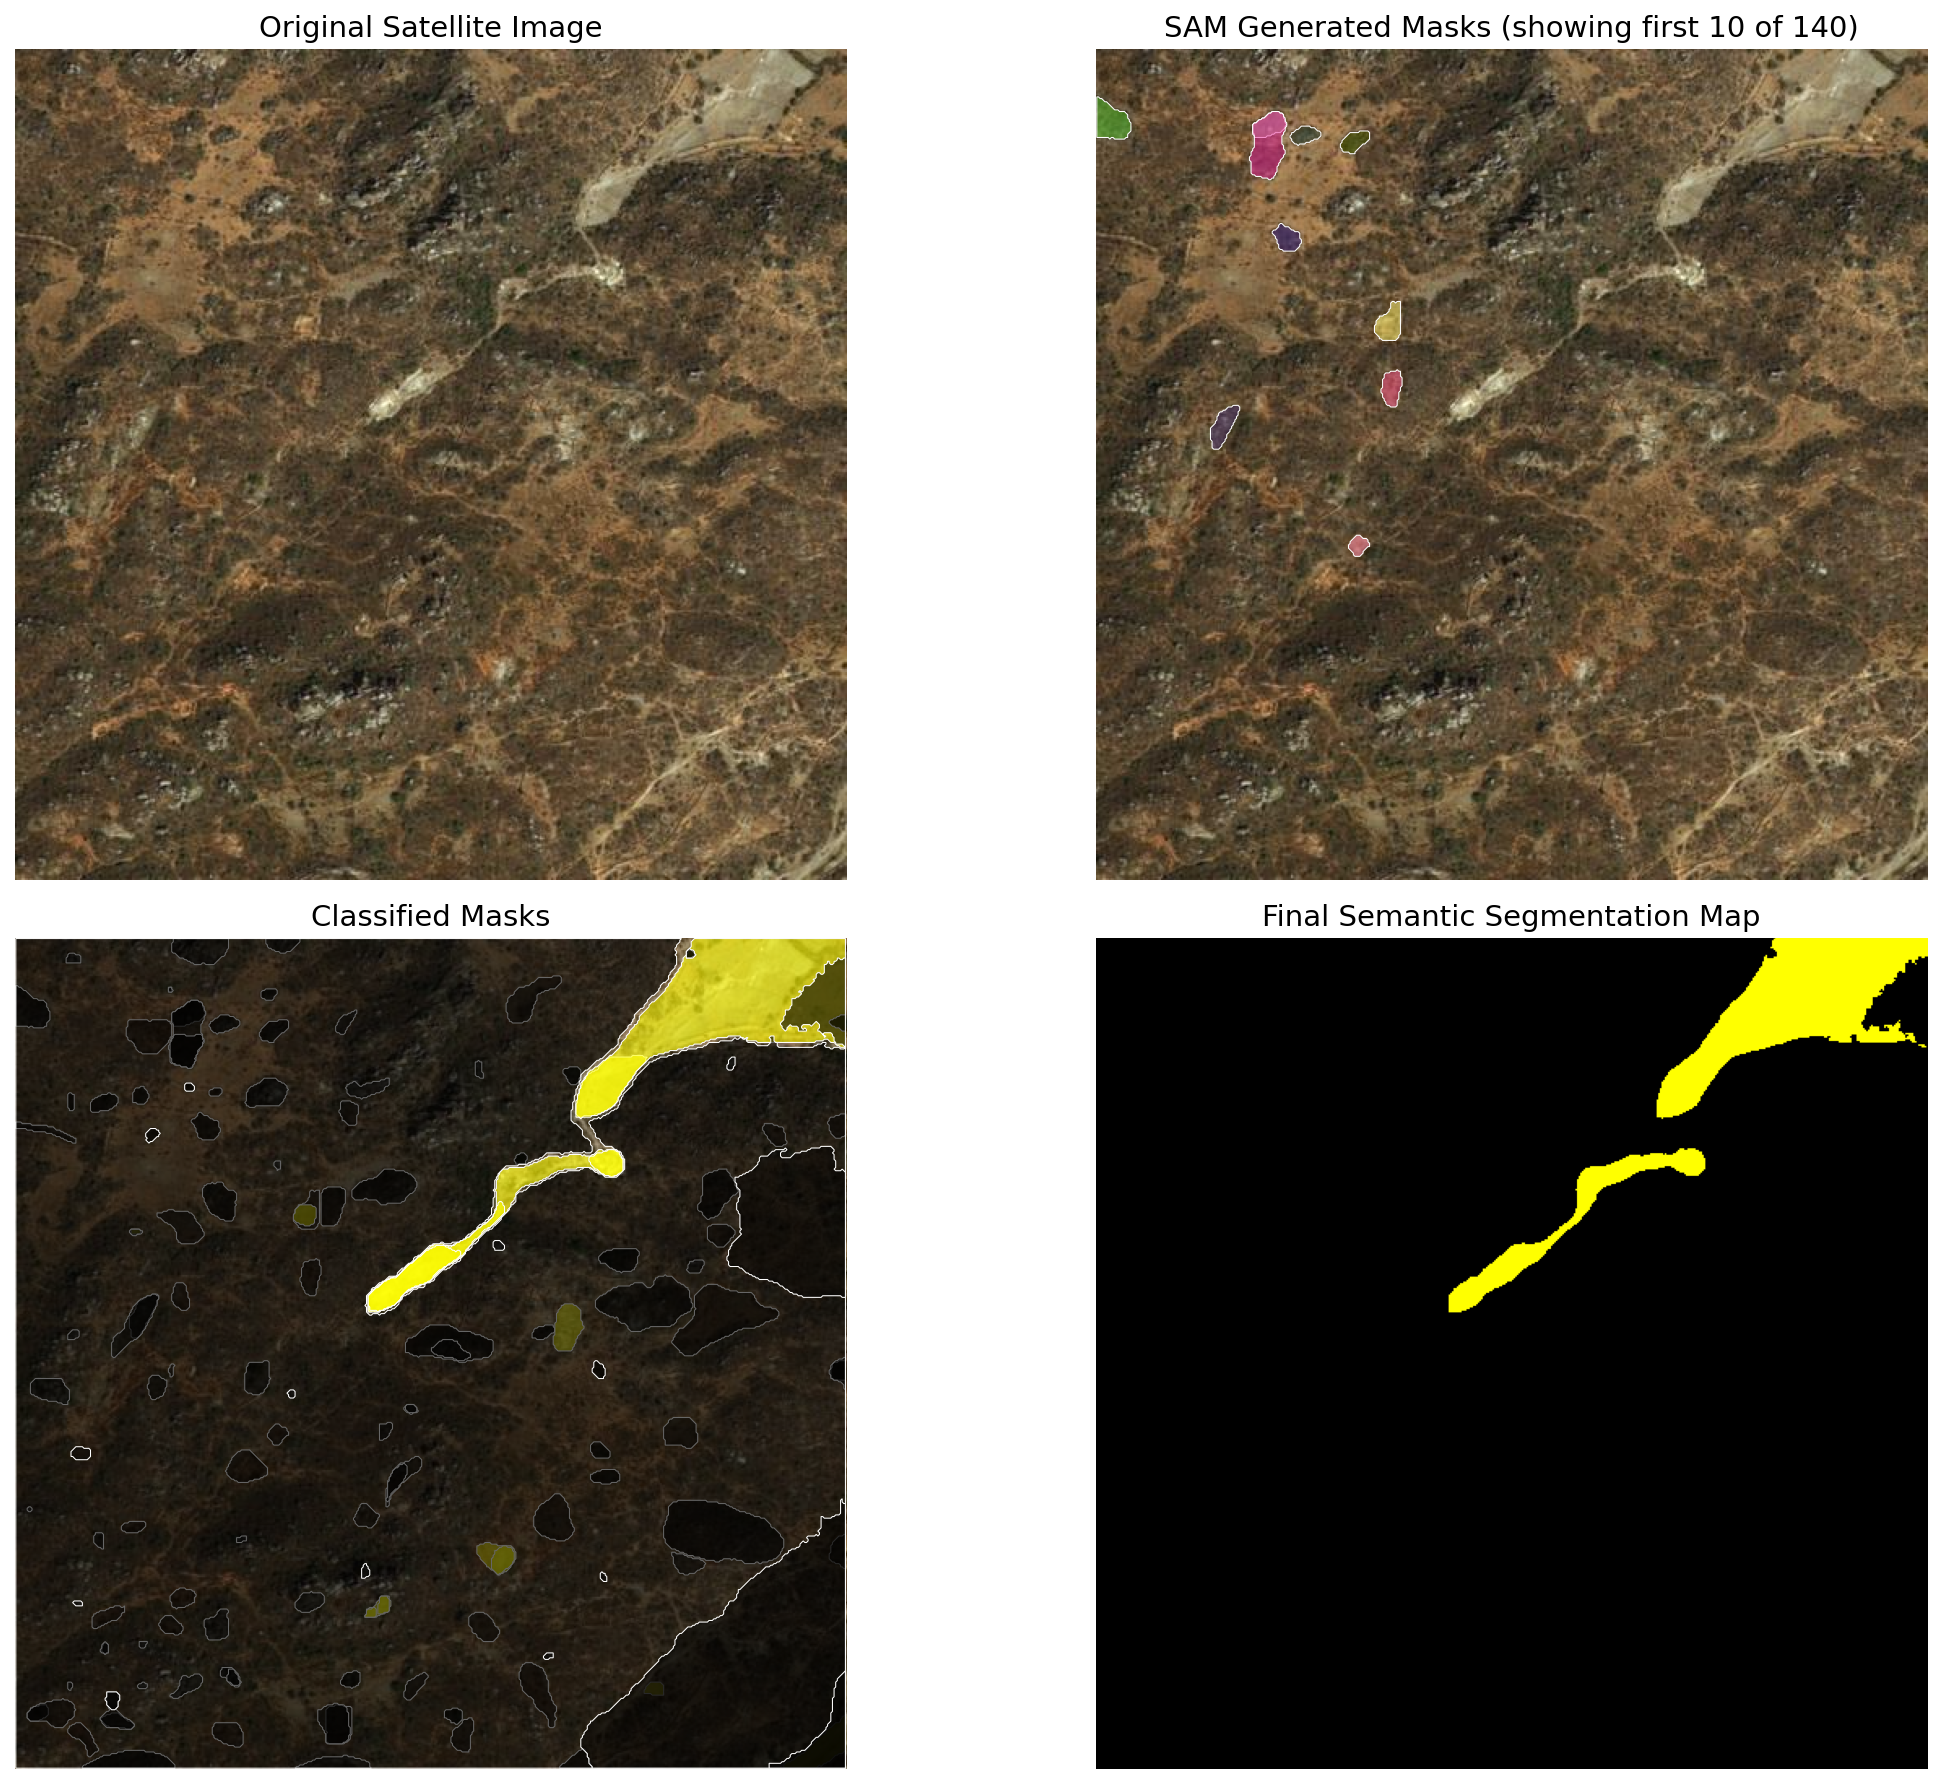 Original Satellite Image
SAM Generated Masks (showing first 10 of 140)
Classified Masks
Final Semantic Segmentation Map